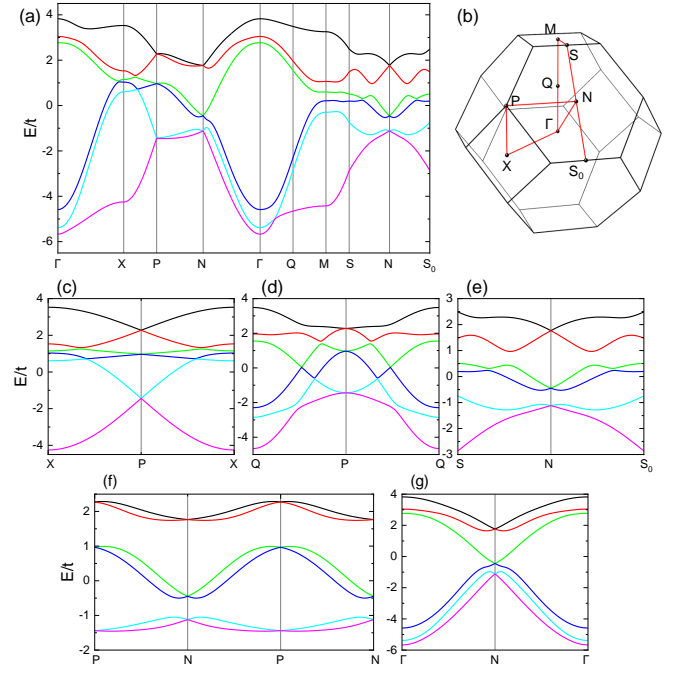 (a)
E/t
4
2
0
-2
-4
-6
Γ X P N Γ Q M S N S₀
(b)
M
S
Q
P
N
Γ
X
S₀
(c)
E/t
4
2
0
-2
-4
X P X
(d)
4
2
0
-2
-4
Q P Q
(e)
3
2
1
0
-1
-2
-3
S N S₀
(f)
E/t
2
1
0
-1
-2
P N P N
(g)
4
2
0
-2
-4
-6
Γ N Γ